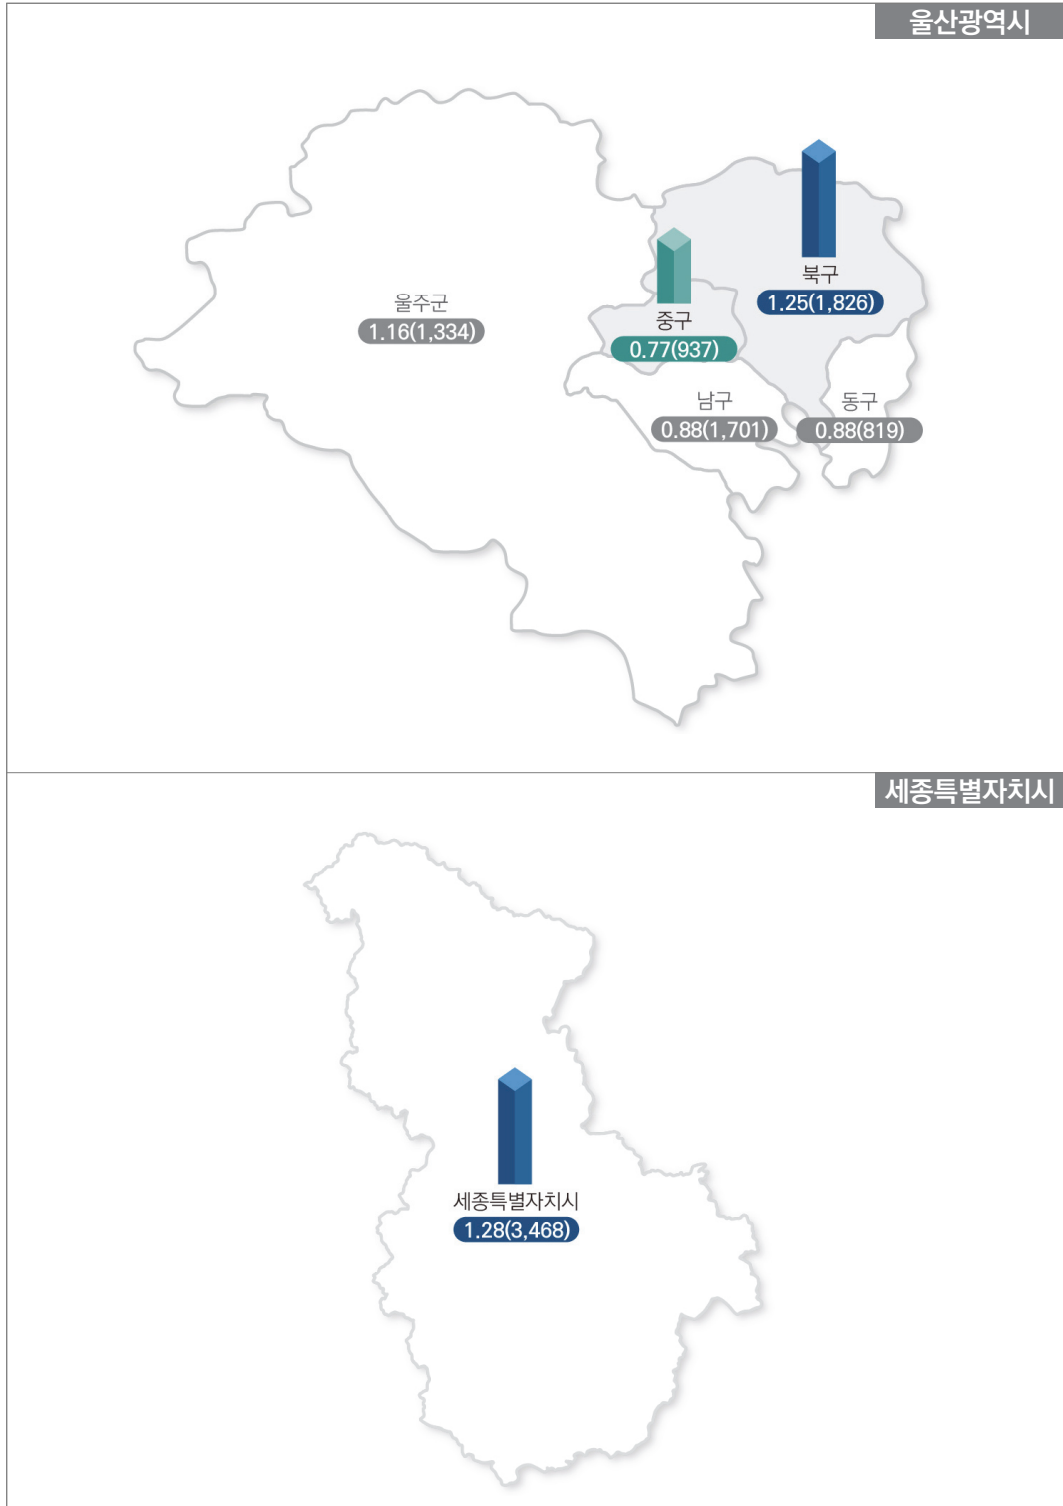 울산광역시
북구
1.25(1,826)
울주군
1.16(1,334)
중구
0.77(937)
남구
0.88(1,701)
동구
0.88(819)
세종특별자치시
세종특별자치시
1.28(3,468)